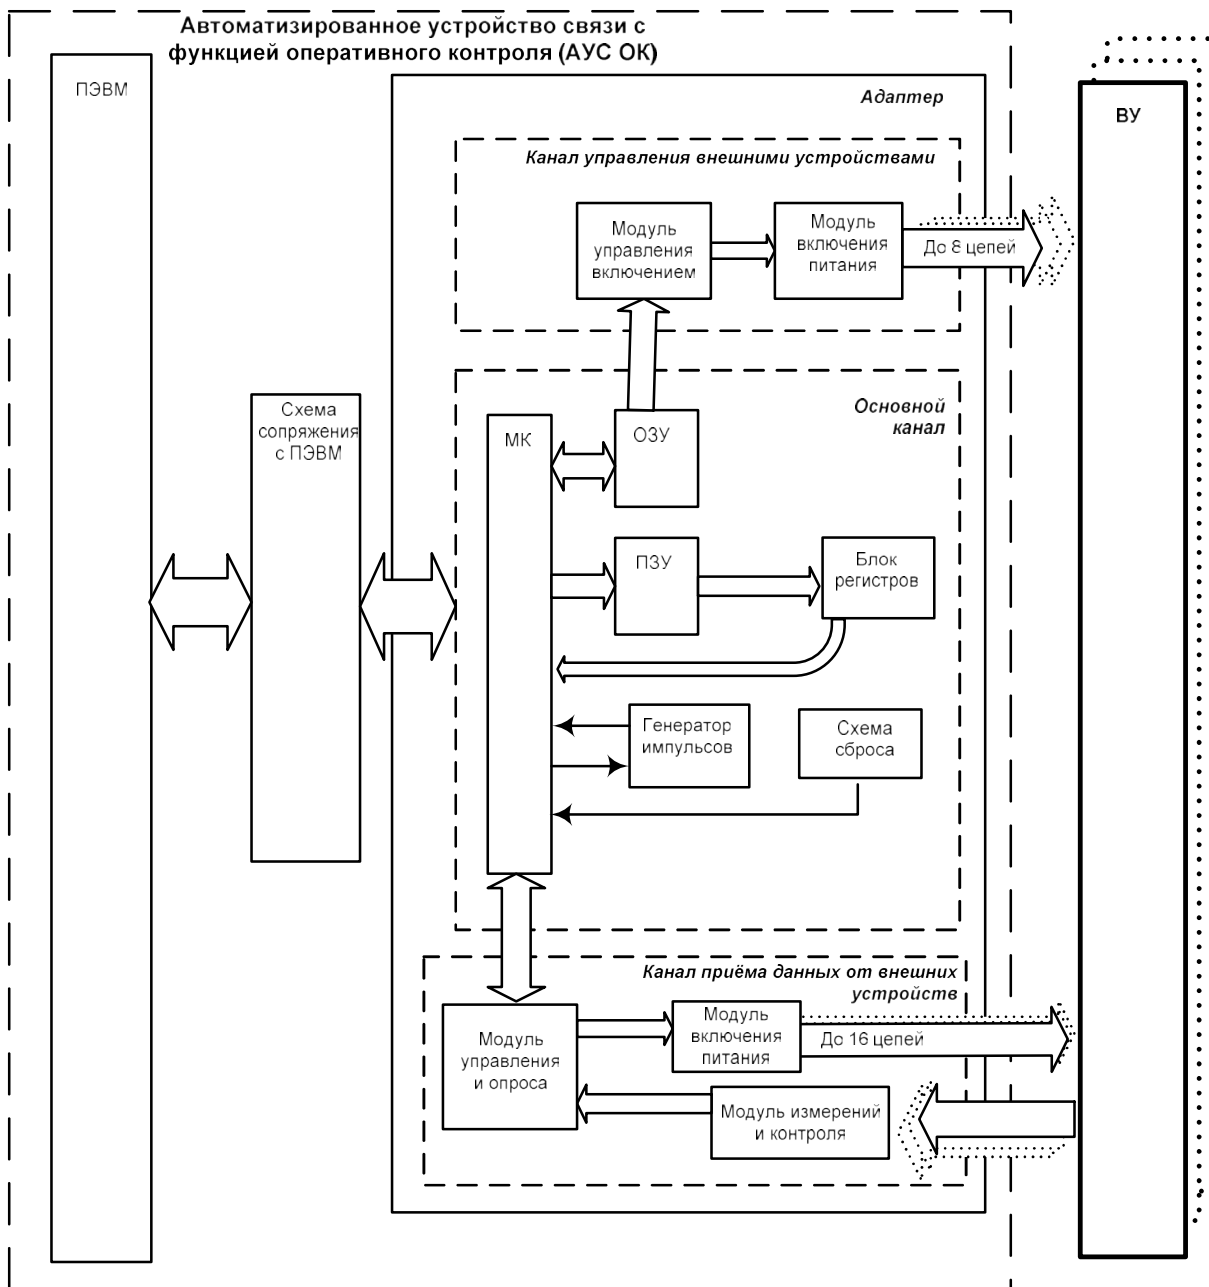 Автоматизированное устройство связи с
функцией оперативного контроля (АУС ОК)
ПЭВМ
Адаптер
ВУ
Канал управления внешними устройствами
Модуль
управления
включением
Модуль
включения
питания
До 8 цепей
Схема
сопряжения
с ПЭВМ
Основной
канал
МК
ОЗУ
ПЗУ
Блок
регистров
Генератор
импульсов
Схема
сброса
Канал приёма данных от внешних
устройств
Модуль
управления
и опроса
Модуль
включения
питания
До 16 цепей
Модуль измерений
и контроля